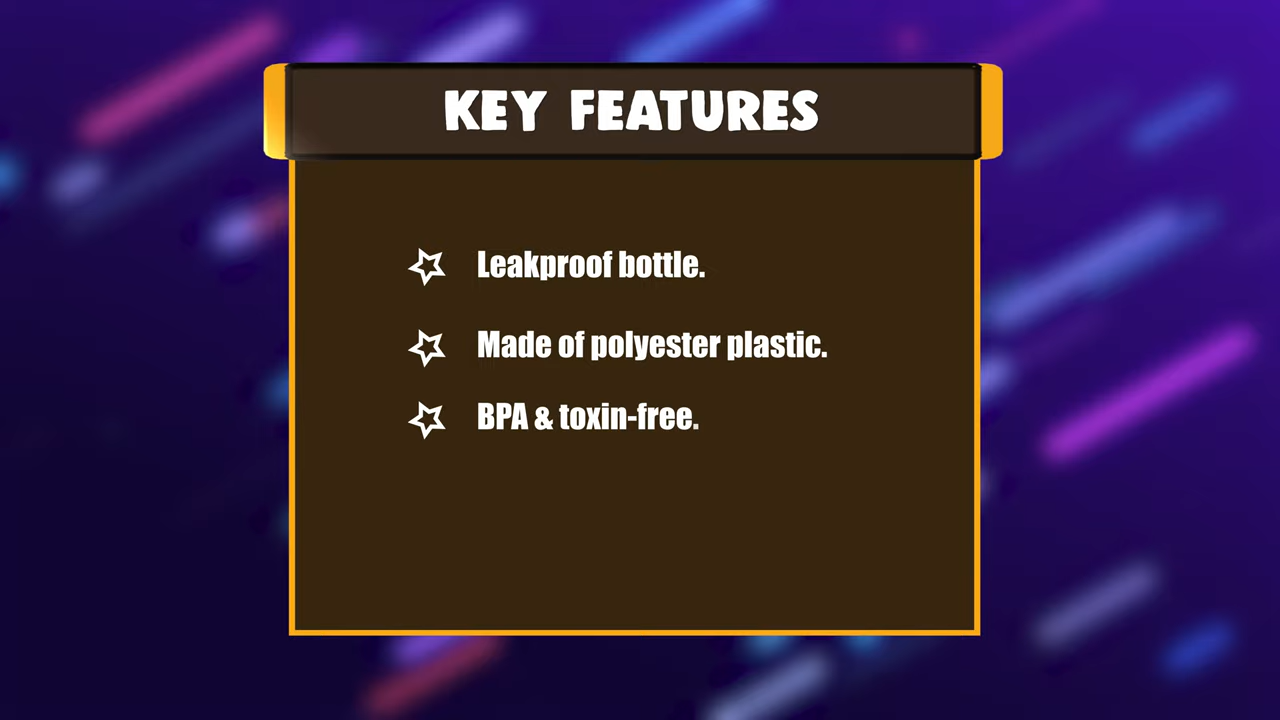 KEY FEATURES
Leakproof bottle.
Made of polyester plastic.
BPA & toxin-free.